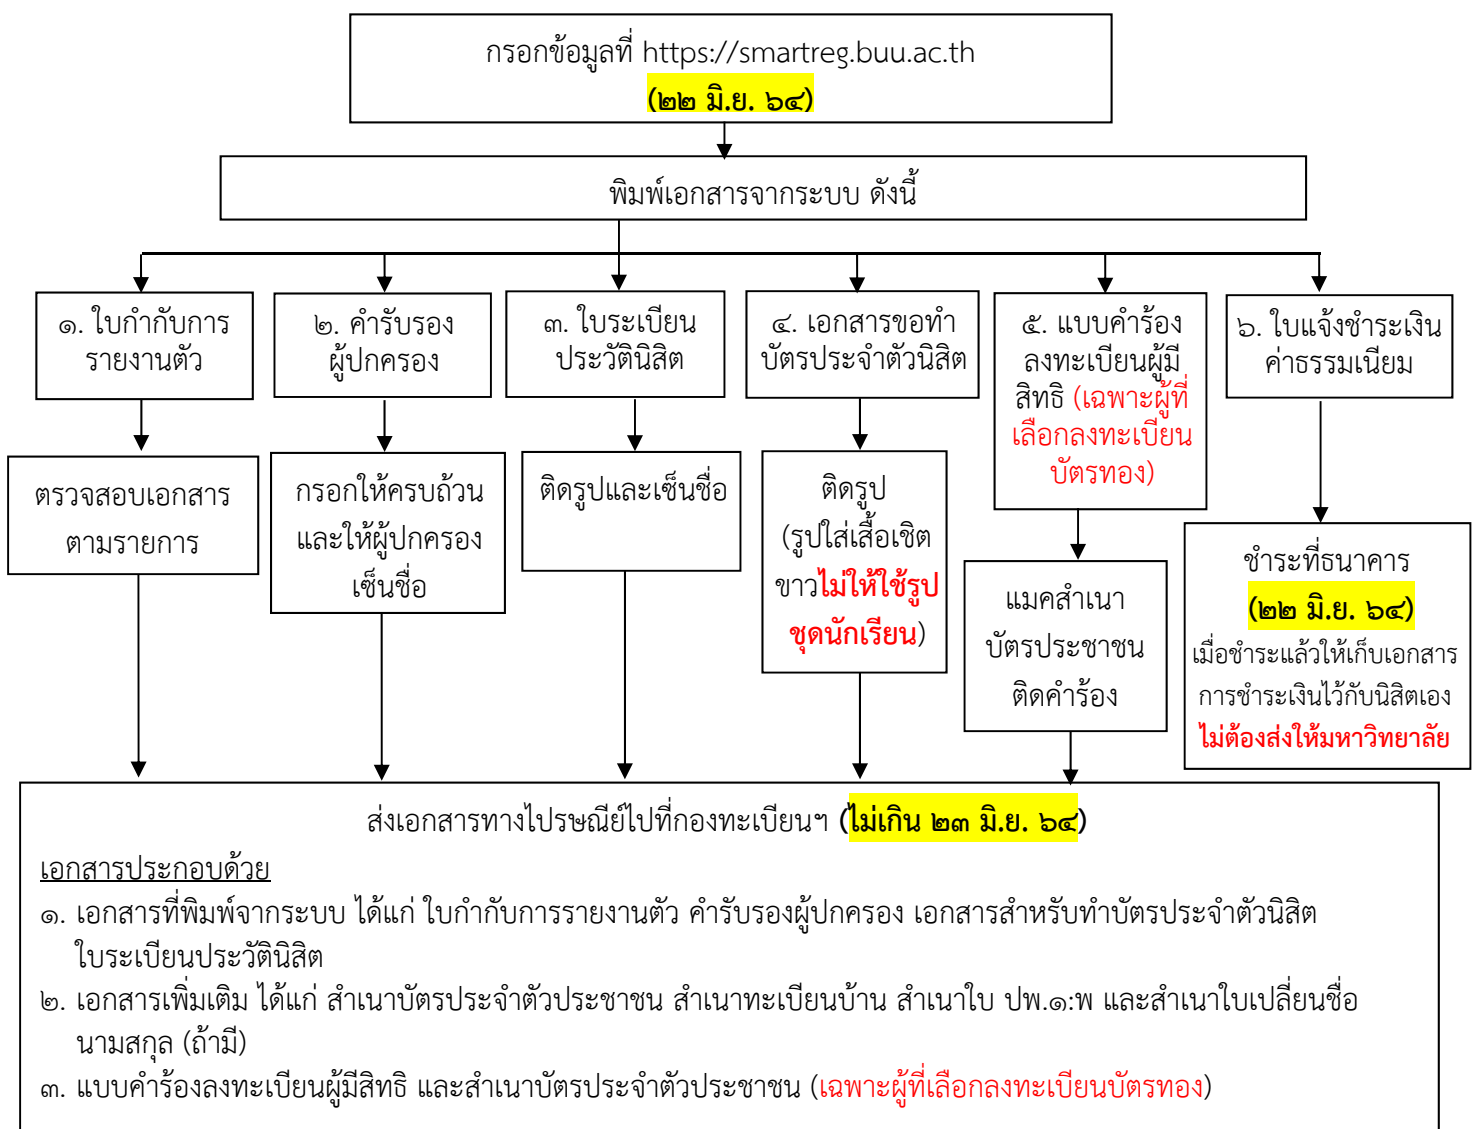 กรอกข้อมูลที่ https://smartreg.buu.ac.th
(๒๒ มิ.ย. ๖๔)
พิมพ์เอกสารจากระบบ ดังนี้
๑. ใบกำกับการ
รายงานตัว
๒. คำรับรอง
ผู้ปกครอง
๓. ใบระเบียน
ประวัตินิสิต
๔. เอกสารขอทำ
บัตรประจำตัวนิสิต
๕. แบบคำร้อง
ลงทะเบียนผู้มี
สิทธิ (เฉพาะผู้ที่
เลือกลงทะเบียน
บัตรทอง)
๖. ใบแจ้งชำระเงิน
ค่าธรรมเนียม
ตรวจสอบเอกสาร
ตามรายการ
กรอกให้ครบถ้วน
และให้ผู้ปกครอง
เซ็นชื่อ
ติดรูปและเซ็นชื่อ
ติดรูป
(รูปใส่เสื้อเชิต
ขาวไม่ให้ใช้รูป
ชุดนักเรียน)
แมคสำเนา
บัตรประชาชน
ติดคำร้อง
ชำระที่ธนาคาร
(๒๒ มิ.ย. ๖๔)
เมื่อชำระแล้วให้เก็บเอกสาร
การชำระเงินไว้กับนิสิตเอง
ไม่ต้องส่งให้มหาวิทยาลัย
ส่งเอกสารทางไปรษณีย์ไปที่กองทะเบียนฯ (ไม่เกิน ๒๓ มิ.ย. ๖๔)
เอกสารประกอบด้วย
๑. เอกสารที่พิมพ์จากระบบ ได้แก่ ใบกำกับการรายงานตัว คำรับรองผู้ปกครอง เอกสารสำหรับทำบัตรประจำตัวนิสิต
ใบระเบียนประวัตินิสิต
๒. เอกสารเพิ่มเติม ได้แก่ สำเนาบัตรประจำตัวประชาชน สำเนาทะเบียนบ้าน สำเนาใบ ปพ.๑:พ และสำเนาใบเปลี่ยนชื่อ
นามสกุล (ถ้ามี)
๓. แบบคำร้องลงทะเบียนผู้มีสิทธิ และสำเนาบัตรประจำตัวประชาชน (เฉพาะผู้ที่เลือกลงทะเบียนบัตรทอง)